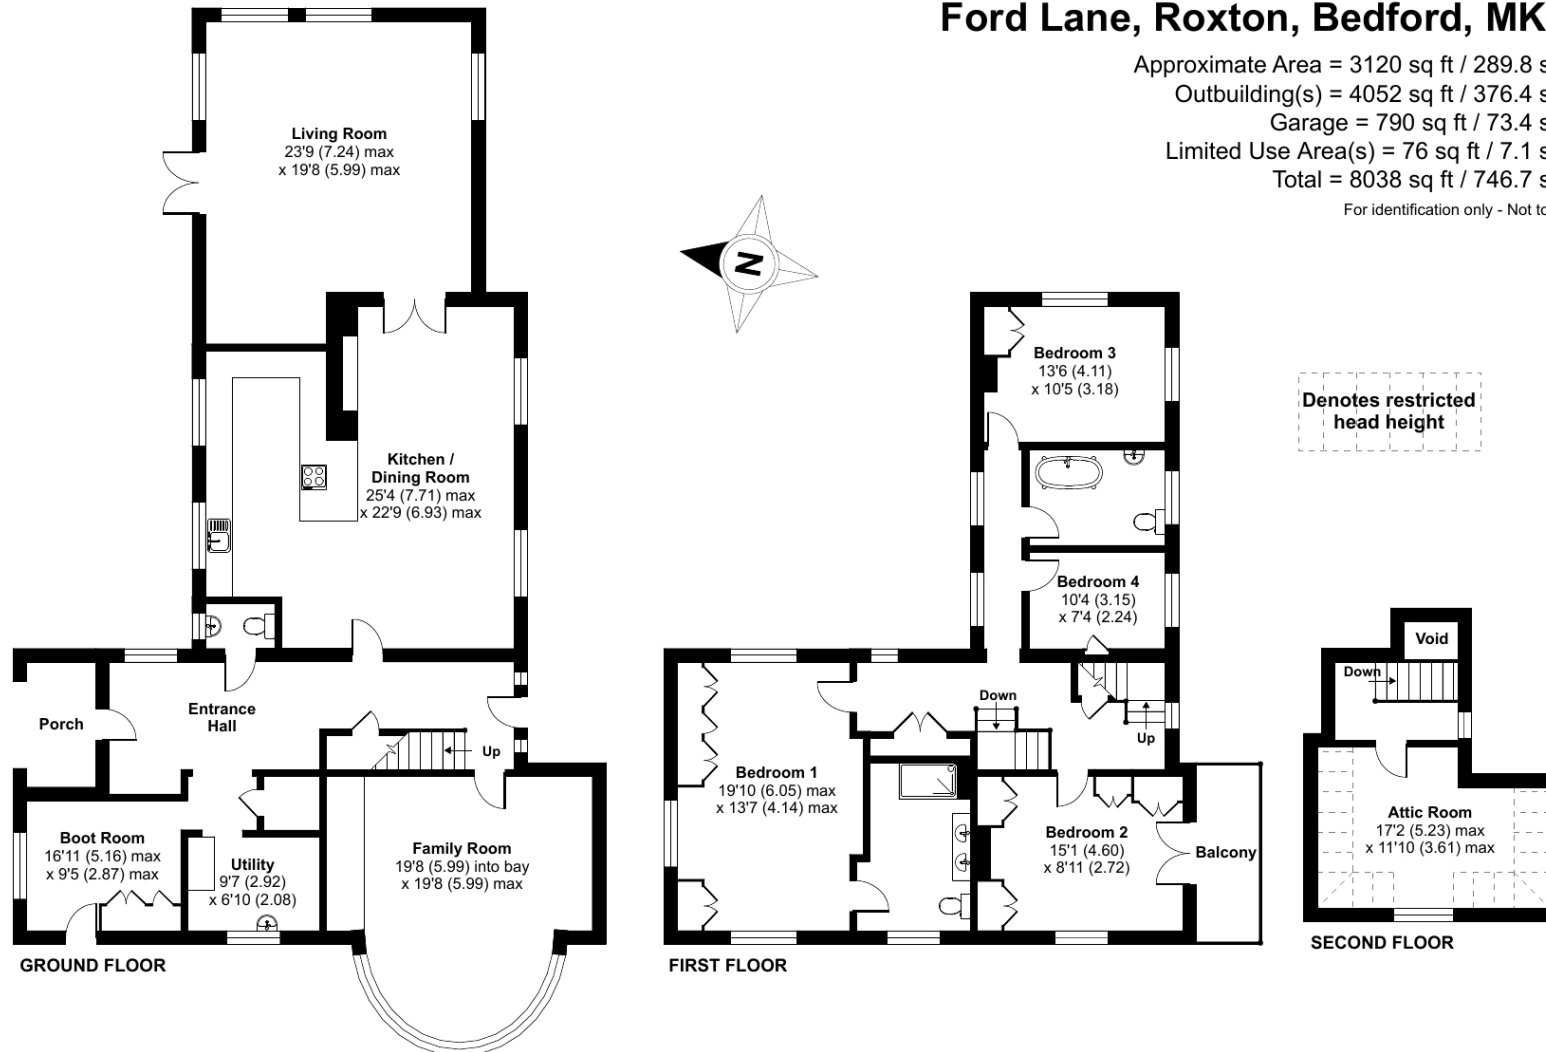 Ford Lane, Roxton, Bedford, MK
Approximate Area = 3120 sq ft / 289.8 s
Outbuilding(s) = 4052 sq ft / 376.4 s
Garage = 790 sq ft / 73.4 s
Limited Use Area(s) = 76 sq ft / 7.1 s
Total = 8038 sq ft / 746.7 s
For identification only - Not to
Living Room
23'9 (7.24) max
x 19'8 (5.99) max
N
Kitchen /
Dining Room
25'4 (7.71) max
x 22'9 (6.93) max
Porch
Entrance
Hall
Up
Boot Room
16'11 (5.16) max
x 9'5 (2.87) max
Utility
9'7 (2.92)
x 6'10 (2.08)
Family Room
19'8 (5.99) into bay
x 19'8 (5.99) max
GROUND FLOOR
Bedroom 3
13'6 (4.11)
x 10'5 (3.18)
Bedroom 4
10'4 (3.15)
x 7'4 (2.24)
Down
Up
Bedroom 1
19'10 (6.05) max
x 13'7 (4.14) max
Bedroom 2
15'1 (4.60)
x 8'11 (2.72)
Balcony
FIRST FLOOR
Denotes restricted
head height
Void
Down
Attic Room
17'2 (5.23) max
x 11'10 (3.61) max
SECOND FLOOR